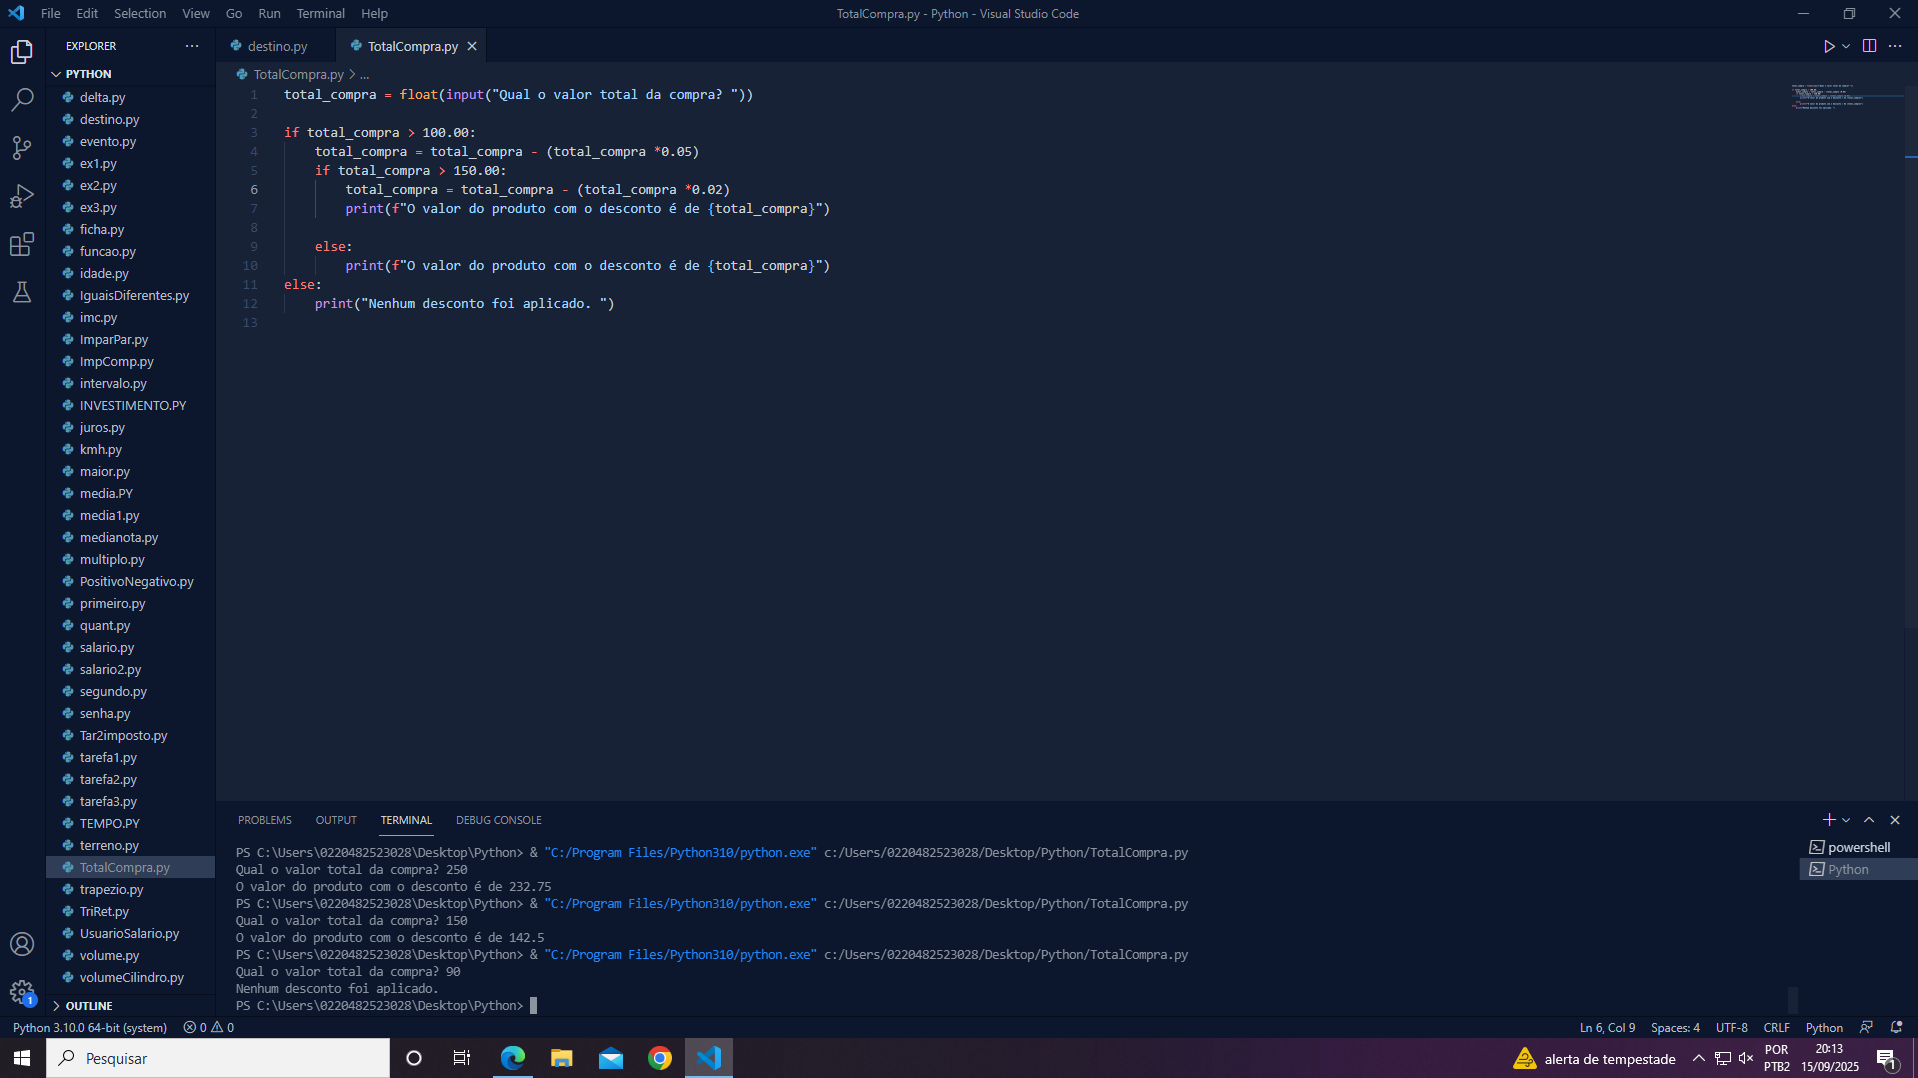 File Edit Selection View Go Run Terminal Help
TotalCompra.py - Python - Visual Studio Code
EXPLORER
PYTHON
delta.py
destino.py
evento.py
ex1.py
ex2.py
ex3.py
ficha.py
funcao.py
idade.py
IguaisDiferentes.py
imc.py
ImparPar.py
ImpComp.py
intervalo.py
INVESTIMENTO.PY
juros.py
kmh.py
maior.py
media.PY
media1.py
medianota.py
multiplo.py
PositivoNegativo.py
primeiro.py
quant.py
salario.py
salario2.py
segundo.py
senha.py
Tar2imposto.py
tarefa1.py
tarefa2.py
tarefa3.py
TEMPO.PY
terreno.py
TotalCompra.py
trapezio.py
TriRet.py
UsuarioSalario.py
volume.py
volumeCilindro.py
OUTLINE
destino.py TotalCompra.py
TotalCompra.py > ...
1 total_compra = float(input("Qual o valor total da compra? "))
2
3 if total_compra > 100.00:
4 total_compra = total_compra - (total_compra *0.05)
5 if total_compra > 150.00:
6 total_compra = total_compra - (total_compra *0.02)
7 print(f"O valor do produto com o desconto é de {total_compra}")
8
9 else:
10 print(f"O valor do produto com o desconto é de {total_compra}")
11 else:
12 print("Nenhum desconto foi aplicado. ")
13
PROBLEMS OUTPUT TERMINAL DEBUG CONSOLE
PS C:\Users\0220482523028\Desktop\Python> & "C:/Program Files/Python310/python.exe" c:/Users/0220482523028/Desktop/Python/TotalCompra.py
Qual o valor total da compra? 250
O valor do produto com o desconto é de 232.75
PS C:\Users\0220482523028\Desktop\Python> & "C:/Program Files/Python310/python.exe" c:/Users/0220482523028/Desktop/Python/TotalCompra.py
Qual o valor total da compra? 150
O valor do produto com o desconto é de 142.5
PS C:\Users\0220482523028\Desktop\Python> & "C:/Program Files/Python310/python.exe" c:/Users/0220482523028/Desktop/Python/TotalCompra.py
Qual o valor total da compra? 90
Nenhum desconto foi aplicado.
PS C:\Users\0220482523028\Desktop\Python>
powershell
Python
1
Python 3.10.0 64-bit (system) 0 0
Ln 6, Col 9 Spaces: 4 UTF-8 CRLF Python
Pesquisar
alerta de tempestade
POR
PTB2
20:13
15/09/2025
1